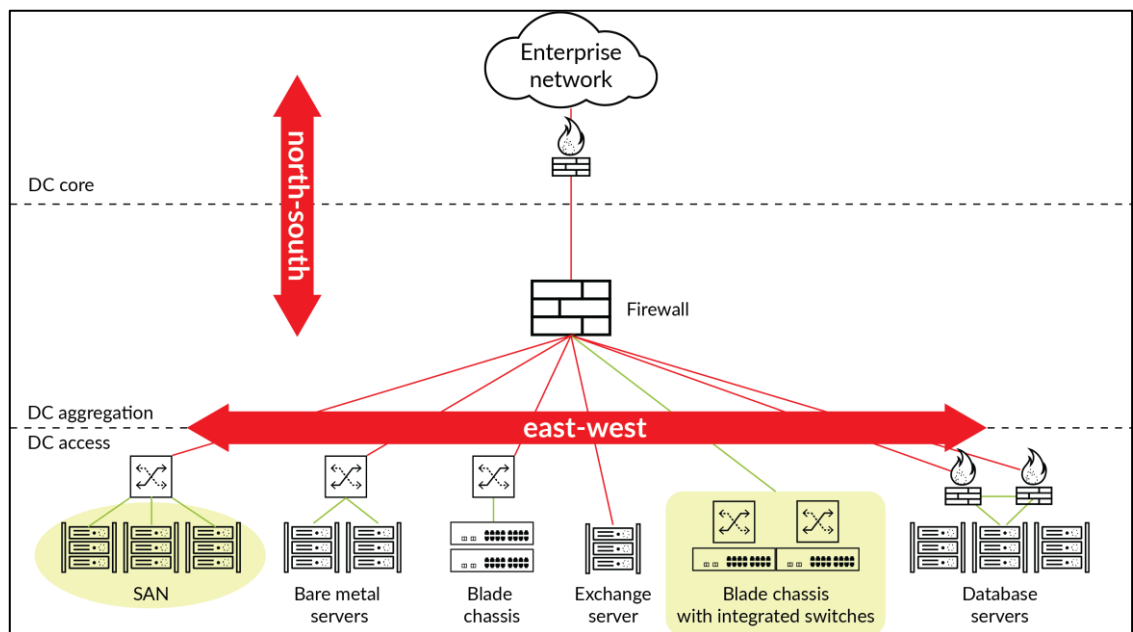 Enterprise
network
north-south
DC core
Firewall
DC aggregation
east-west
DC access
SAN
Bare metal
servers
Blade
chassis
Exchange
server
Blade chassis
with integrated switches
Database
servers